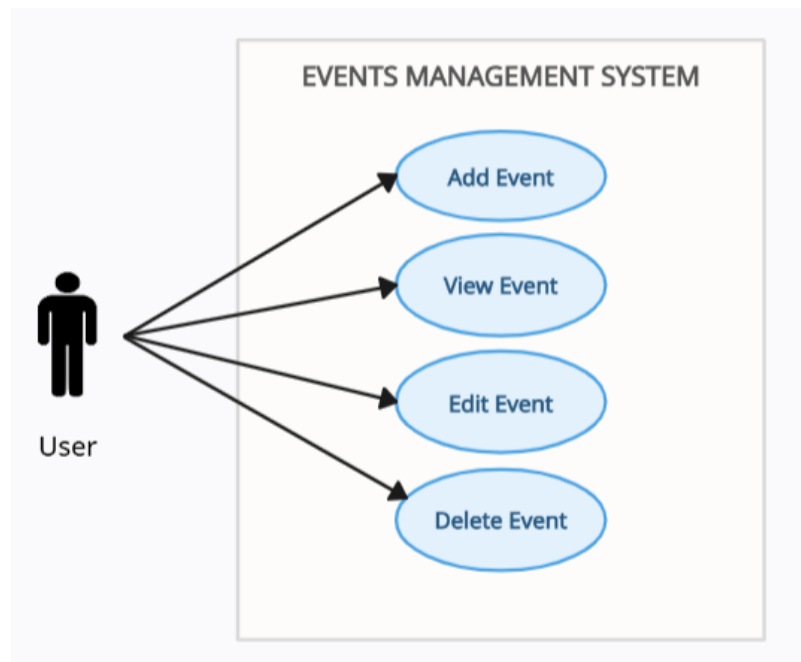 EVENTS MANAGEMENT SYSTEM
Add Event
View Event
Edit Event
Delete Event
User